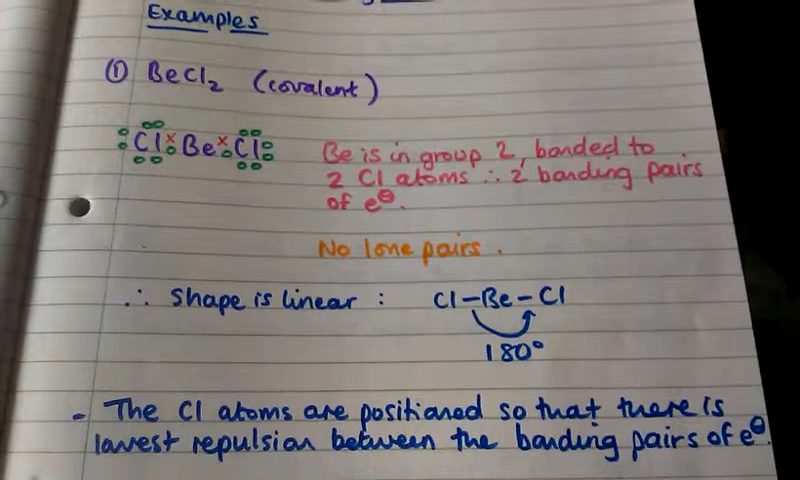 Examples
① BeCl₂ (covalent)
Cl Be Cl
Be is in group 2, bonded to
2 Cl atoms ∴ 2 bonding pairs
of e⊖.
No lone pairs.
∴ Shape is linear : Cl–Be–Cl
180°
- The Cl atoms are positioned so that there is
lowest repulsion between the bonding pairs of e⊖.